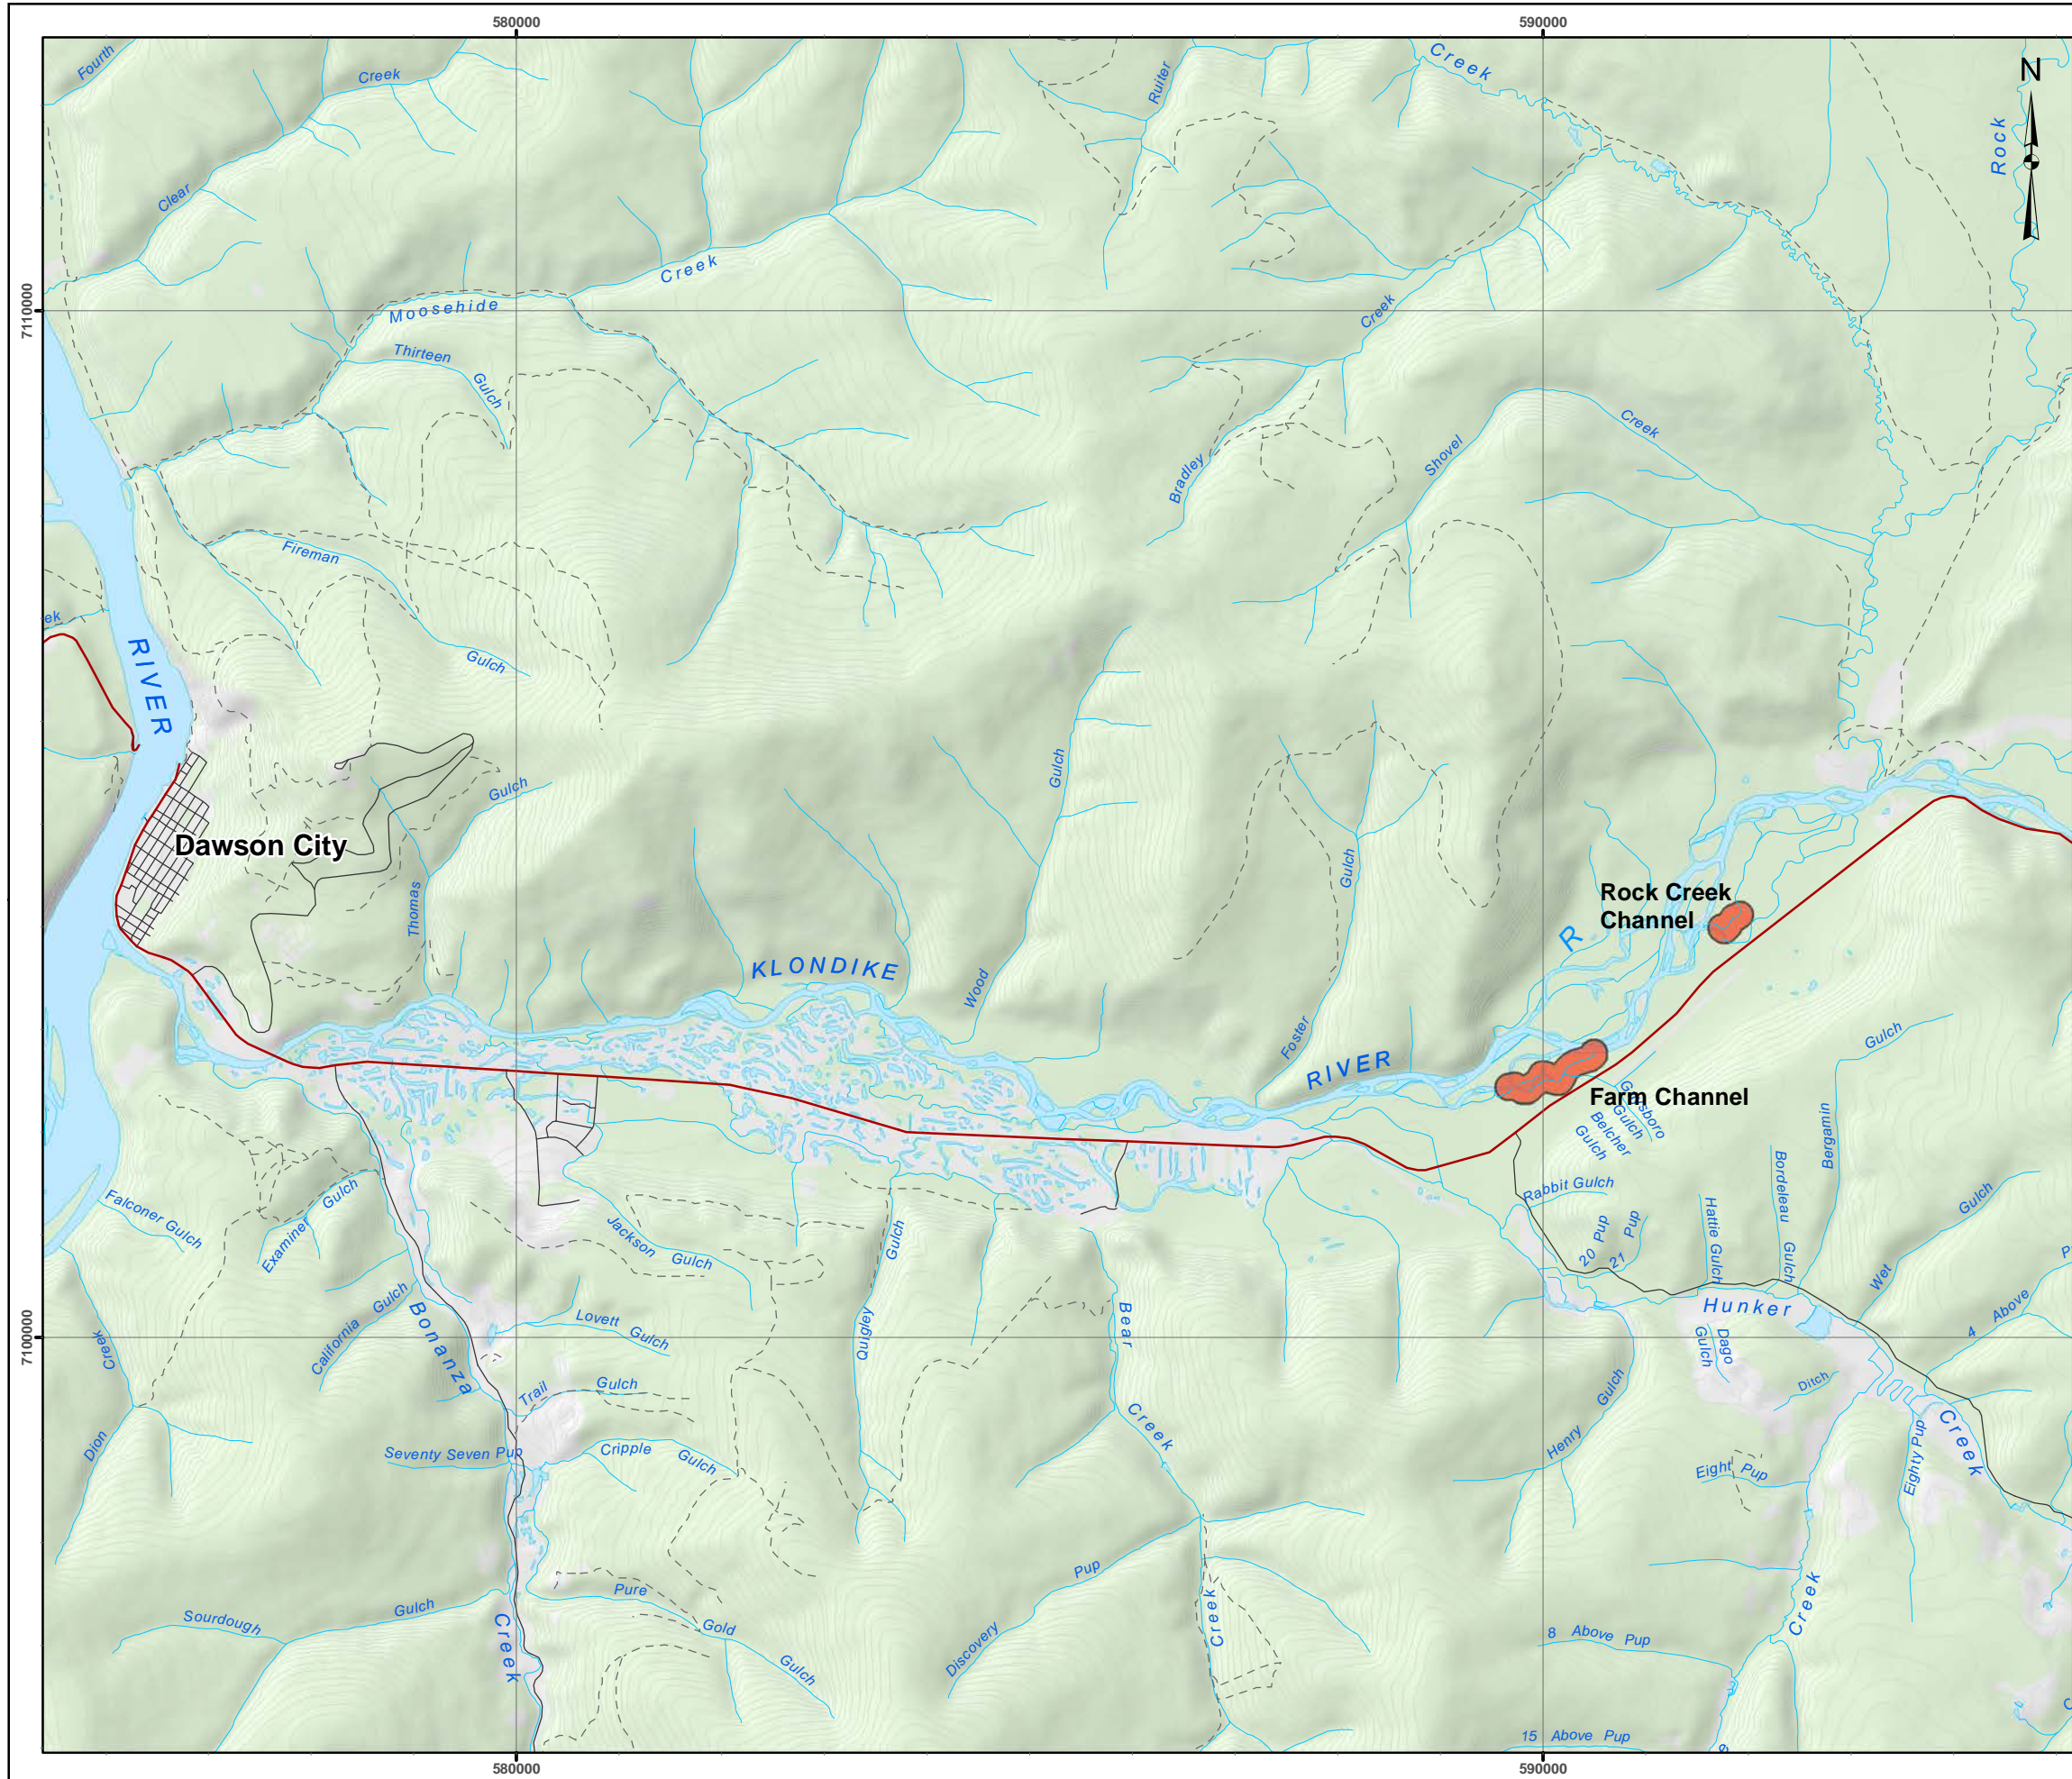 580000
590000
Fourth
Creek
Ruiter
Creek
N
Rock
Clear
Creek
7110000
Moosehide
Creek
Thirteen
Gulch
Shovel
Creek
Bradley
Fireman
Gulch
ek
RIVER
Gulch
Gulch
Dawson City
Thomas
Gulch
Rock Creek
Channel
R
KLONDIKE
Wood
Foster
RIVER
Gulch
Farm Channel
Gulch
Belcher
Gulch
Bergamin
Bordeleau
Gulch
Rabbit Gulch
Hattie Gulch
20 Pup
21 Pup
Gulch
Wet
Falconer Gulch
Examiner
Gulch
Jackson
Gulch
Gulch
Quigley
Hunker
4 Above
P
7100000
California
Gulch
Bonanza
Lovett Gulch
Bear
Dago
Gulch
Ditch
Creek
Trail
Gulch
Creek
Gulch
Henry
Creek
Dion
Seventy Seven Pup
Cripple
Gulch
Eight Pup
Eighty Pup
Pup
Pure
Gold
Gulch
Sourdough
Gulch
Creek
Discovery
Creek
Creek
8 Above Pup
15 Above Pup
e
C
580000
590000